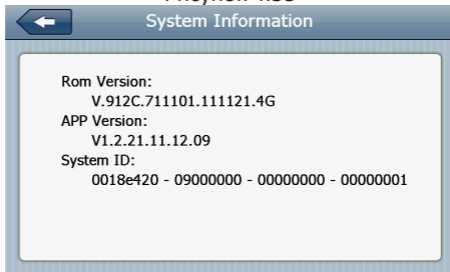 System Information
Rom Version:
V.912C.711101.111121.4G
APP Version:
V1.2.21.11.12.09
System ID:
0018e420 - 09000000 - 00000000 - 00000001